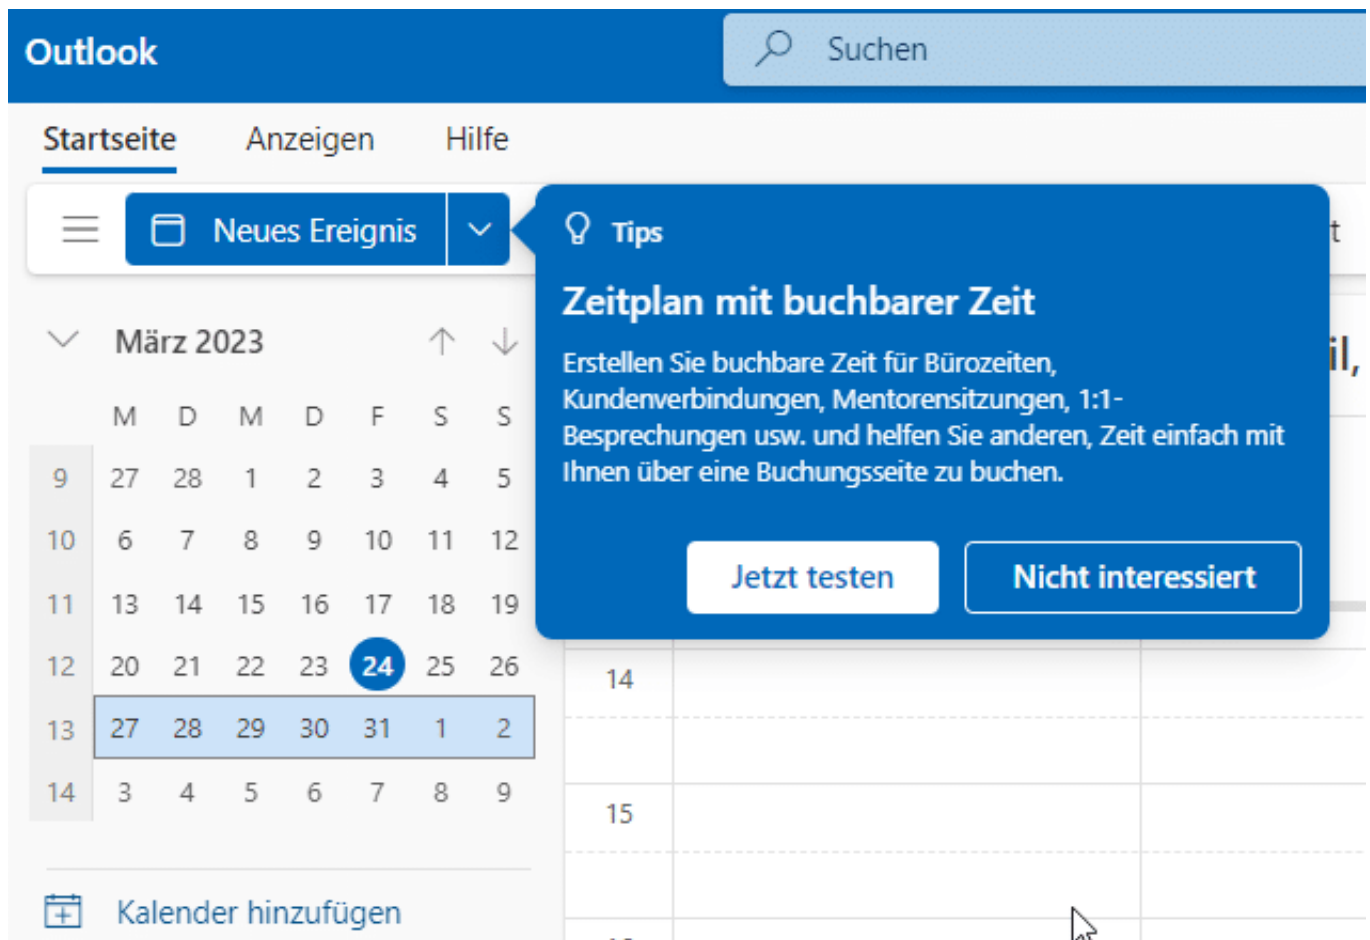 Outlook
Suchen
Startseite Anzeigen Hilfe
Neues Ereignis
Tips
t
Zeitplan mit buchbarer Zeit
Erstellen Sie buchbare Zeit für Bürozeiten,
Kundenverbindungen, Mentorensitzungen, 1:1-
Besprechungen usw. und helfen Sie anderen, Zeit einfach mit
Ihnen über eine Buchungsseite zu buchen.
Jetzt testen Nicht interessiert
il,
März 2023
M D M D F S S
9 27 28 1 2 3 4 5
10 6 7 8 9 10 11 12
11 13 14 15 16 17 18 19
12 20 21 22 23 24 25 26
13 27 28 29 30 31 1 2
14 3 4 5 6 7 8 9
Kalender hinzufügen
14
15